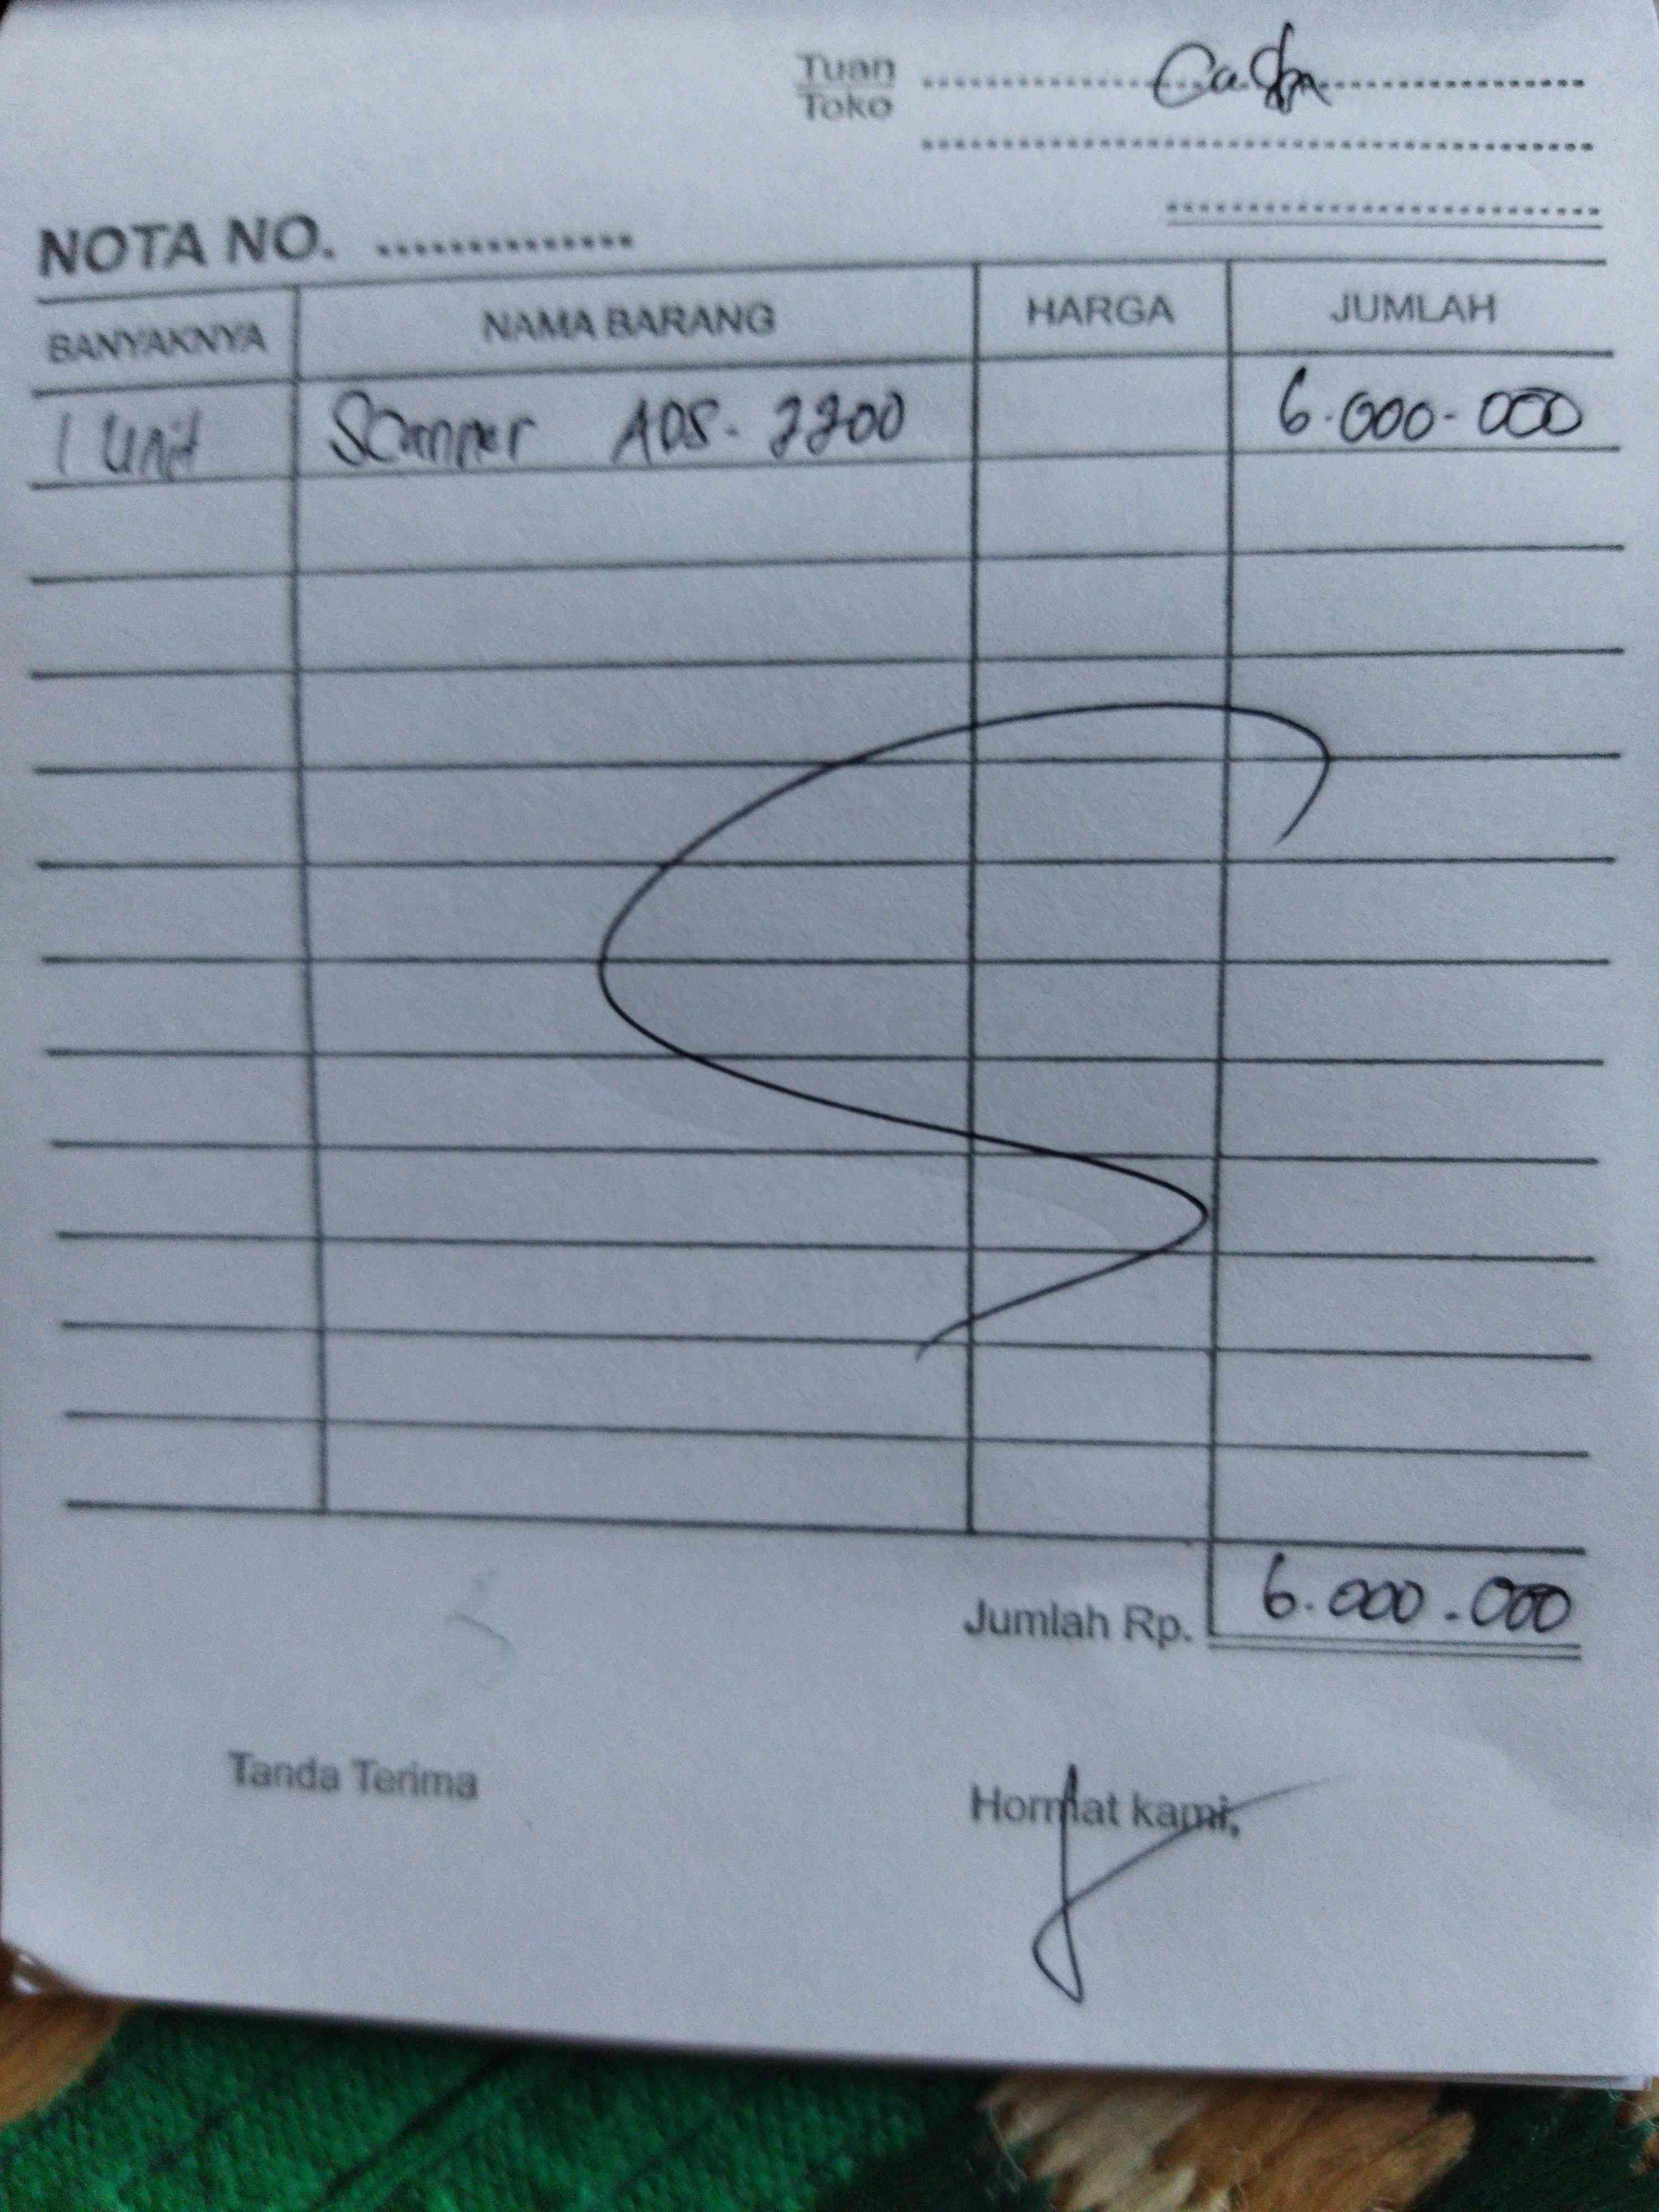 Tuan Cash
Toko
NOTA NO. ..............
BANYAKNYA NAMA BARANG HARGA JUMLAH
1 Unit Scanner ADS-2200 6.000.000
Jumlah Rp. 6.000.000
Tanda Terima Hormat kami,